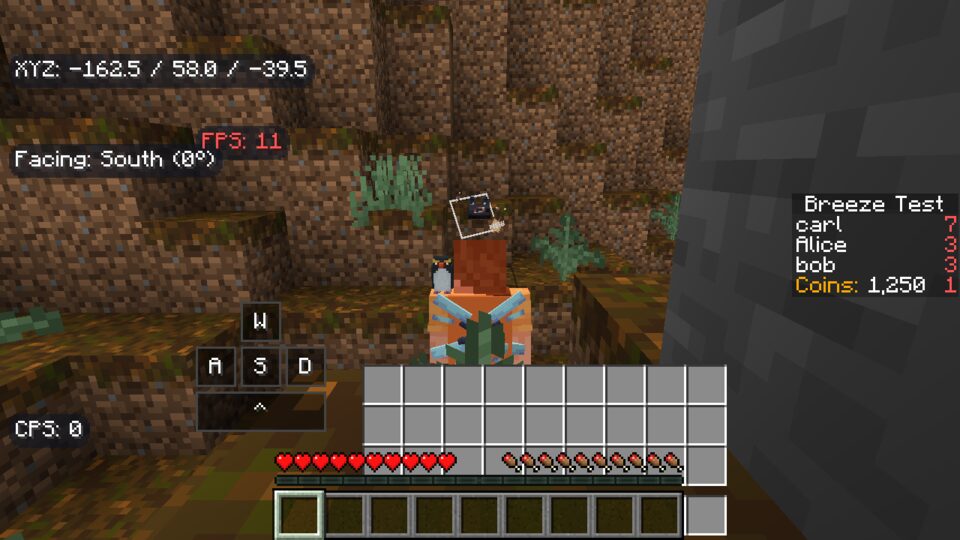 XYZ: -162.5 / 58.0 / -39.5
FPS: 11
Facing: South (0°)
Breeze Test
carl 7
Alice 3
bob 3
Coins: 1,250 1
W
A S D
^
CPS: 0